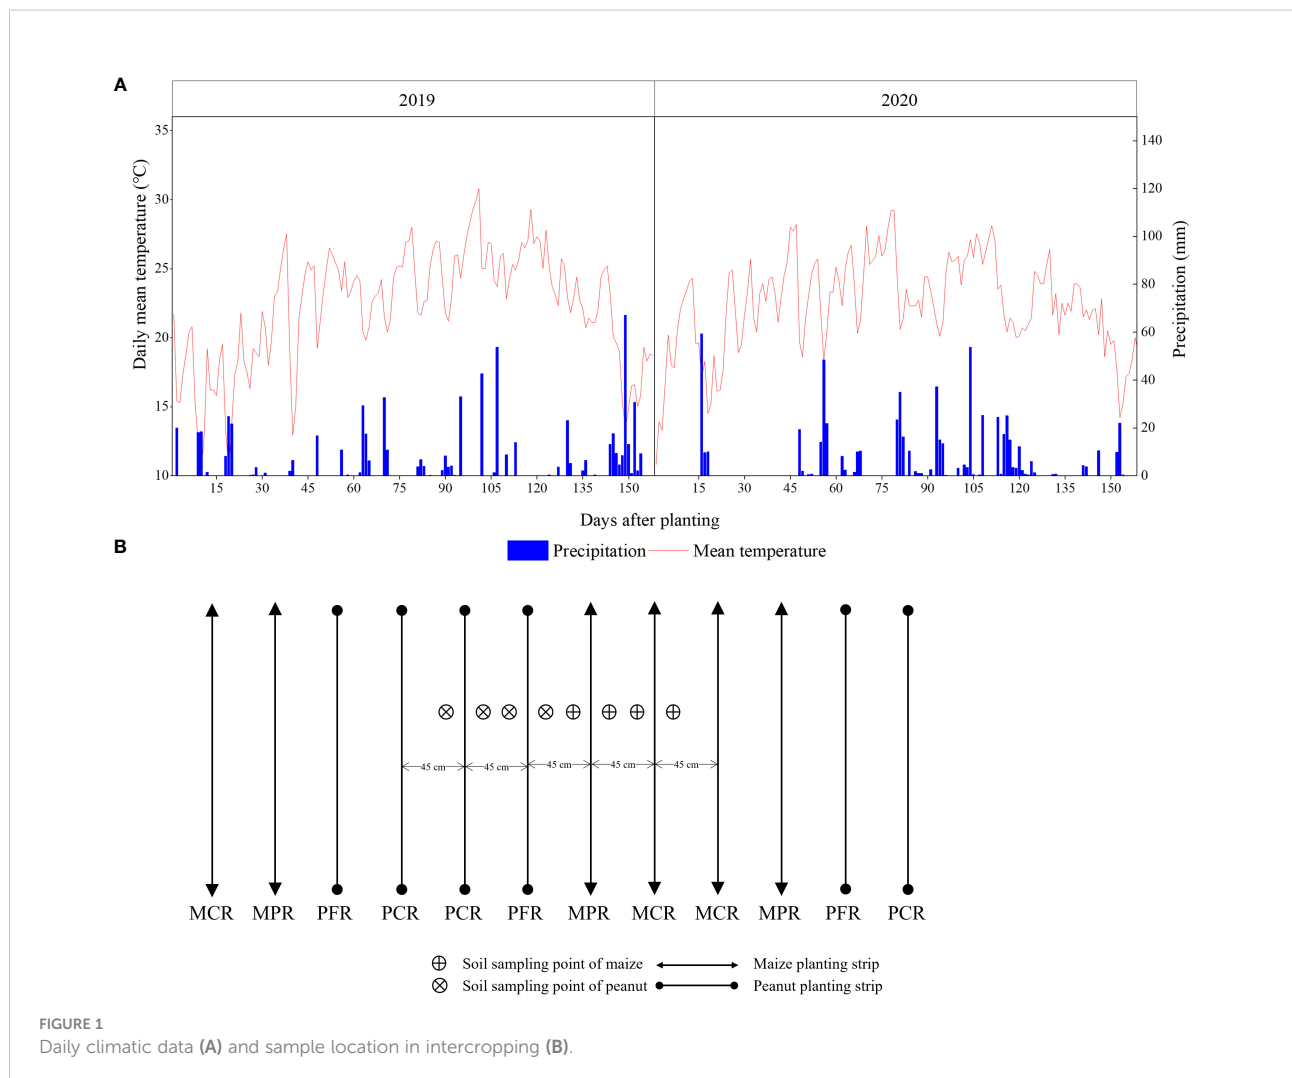 A
2019 2020
35 30 25 20 15 10
Daily mean temperature (°C)
140 120 100 80 60 40 20 0
Precipitation (mm)
15 30 45 60 75 90 105 120 135 150 15 30 45 60 75 90 105 120 135 150
Days after planting
Precipitation Mean temperature
B
45 cm 45 cm 45 cm 45 cm 45 cm
MCR MPR PFR PCR PCR PFR MPR MCR MCR MPR PFR PCR
Soil sampling point of maize Maize planting strip
Soil sampling point of peanut Peanut planting strip
FIGURE 1
Daily climatic data (A) and sample location in intercropping (B).